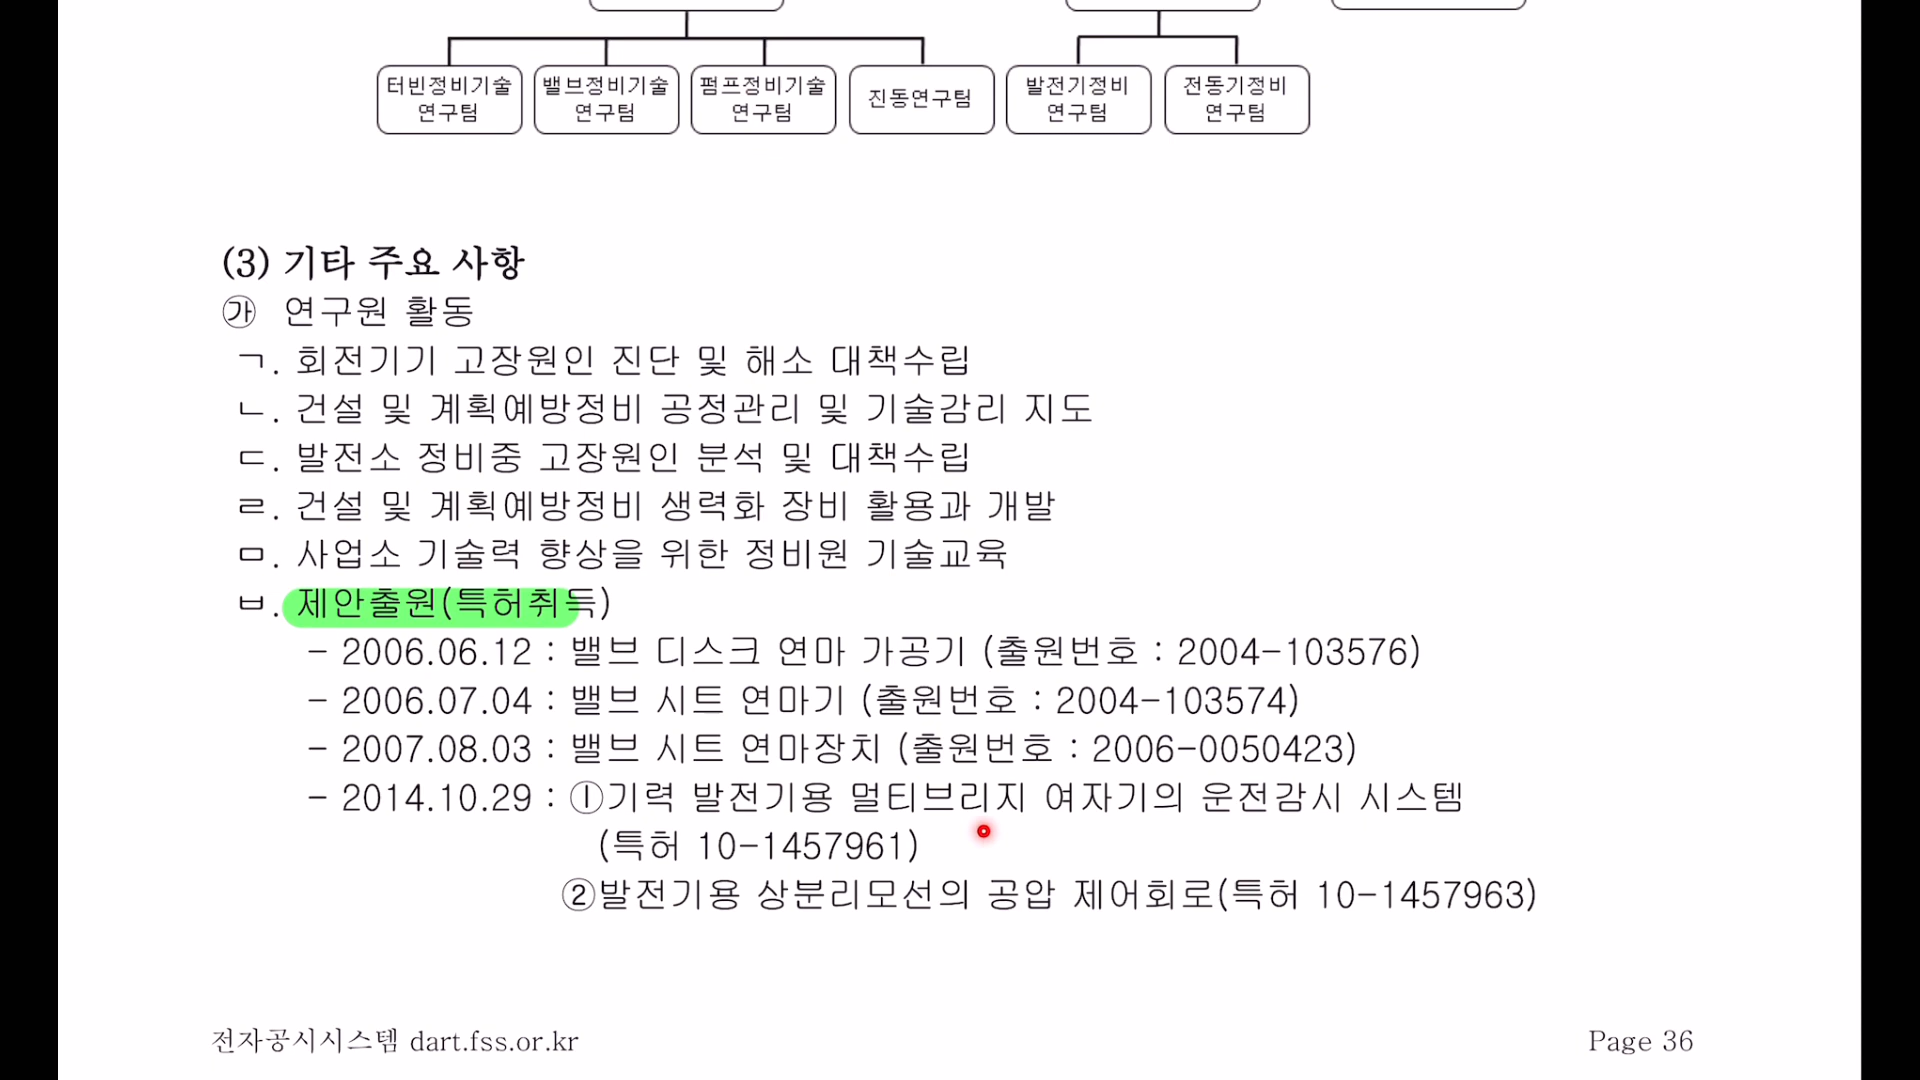 터빈정비기술
연구팀
밸브정비기술
연구팀
펌프정비기술
연구팀
진동연구팀
발전기정비
연구팀
전동기정비
연구팀
(3) 기타 주요 사항
㉮ 연구원 활동
ㄱ. 회전기기 고장원인 진단 및 해소 대책수립
ㄴ. 건설 및 계획예방정비 공정관리 및 기술감리 지도
ㄷ. 발전소 정비중 고장원인 분석 및 대책수립
ㄹ. 건설 및 계획예방정비 생력화 장비 활용과 개발
ㅁ. 사업소 기술력 향상을 위한 정비원 기술교육
ㅂ. 제안출원(특허취득)
- 2006.06.12 : 밸브 디스크 연마 가공기 (출원번호 : 2004-103576)
- 2006.07.04 : 밸브 시트 연마기 (출원번호 : 2004-103574)
- 2007.08.03 : 밸브 시트 연마장치 (출원번호 : 2006-0050423)
- 2014.10.29 : ①기력 발전기용 멀티브리지 여자기의 운전감시 시스템
(특허 10-1457961)
②발전기용 상분리모선의 공압 제어회로(특허 10-1457963)
전자공시시스템 dart.fss.or.kr
Page 36